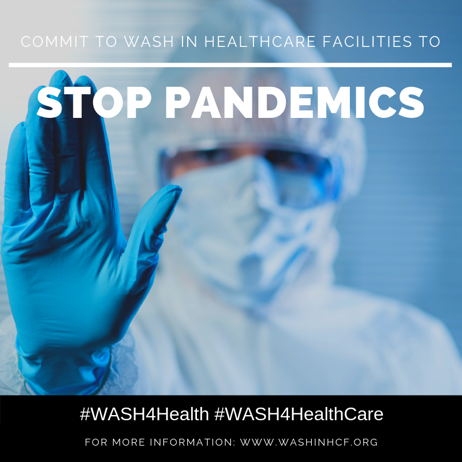 COMMIT TO WASH IN HEALTHCARE FACILITIES TO
STOP PANDEMICS
#WASH4Health #WASH4HealthCare
FOR MORE INFORMATION: WWW.WASHINHCF.ORG